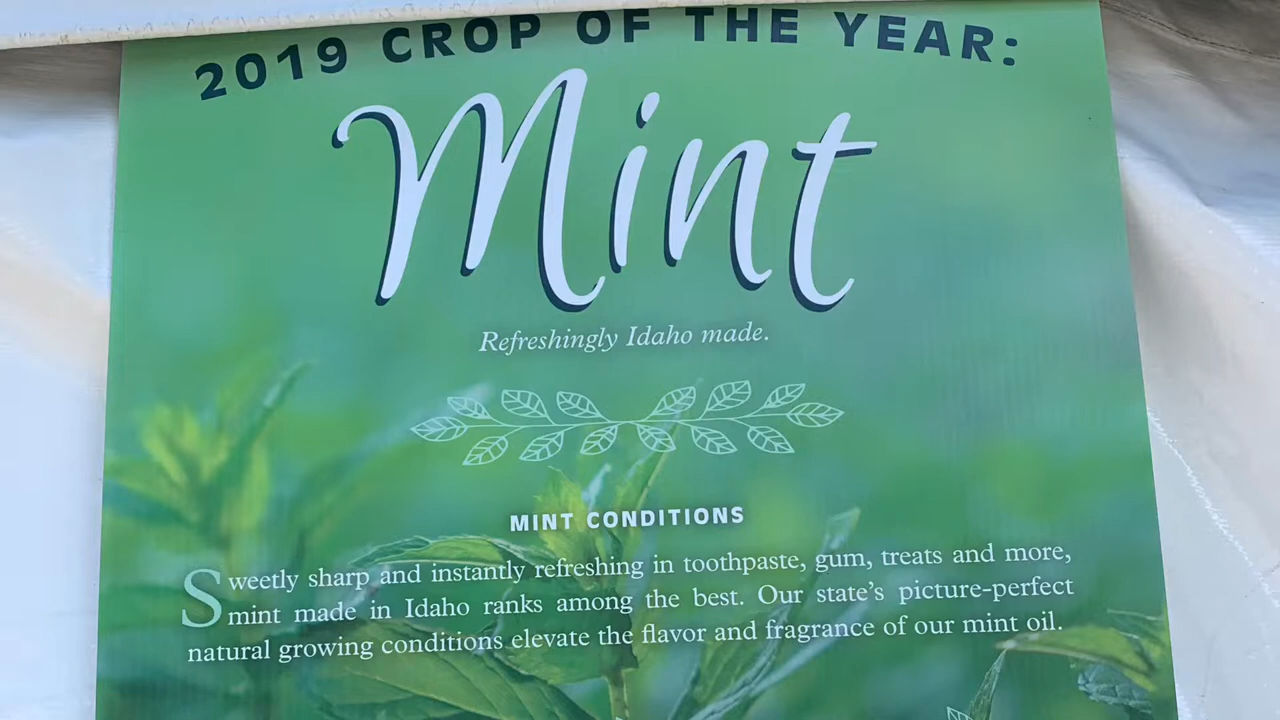 2019 CROP OF THE YEAR:
Mint
Refreshingly Idaho made.
MINT CONDITIONS
Sweetly sharp and instantly refreshing in toothpaste, gum, treats and more,
mint made in Idaho ranks among the best. Our state's picture-perfect
natural growing conditions elevate the flavor and fragrance of our mint oil.